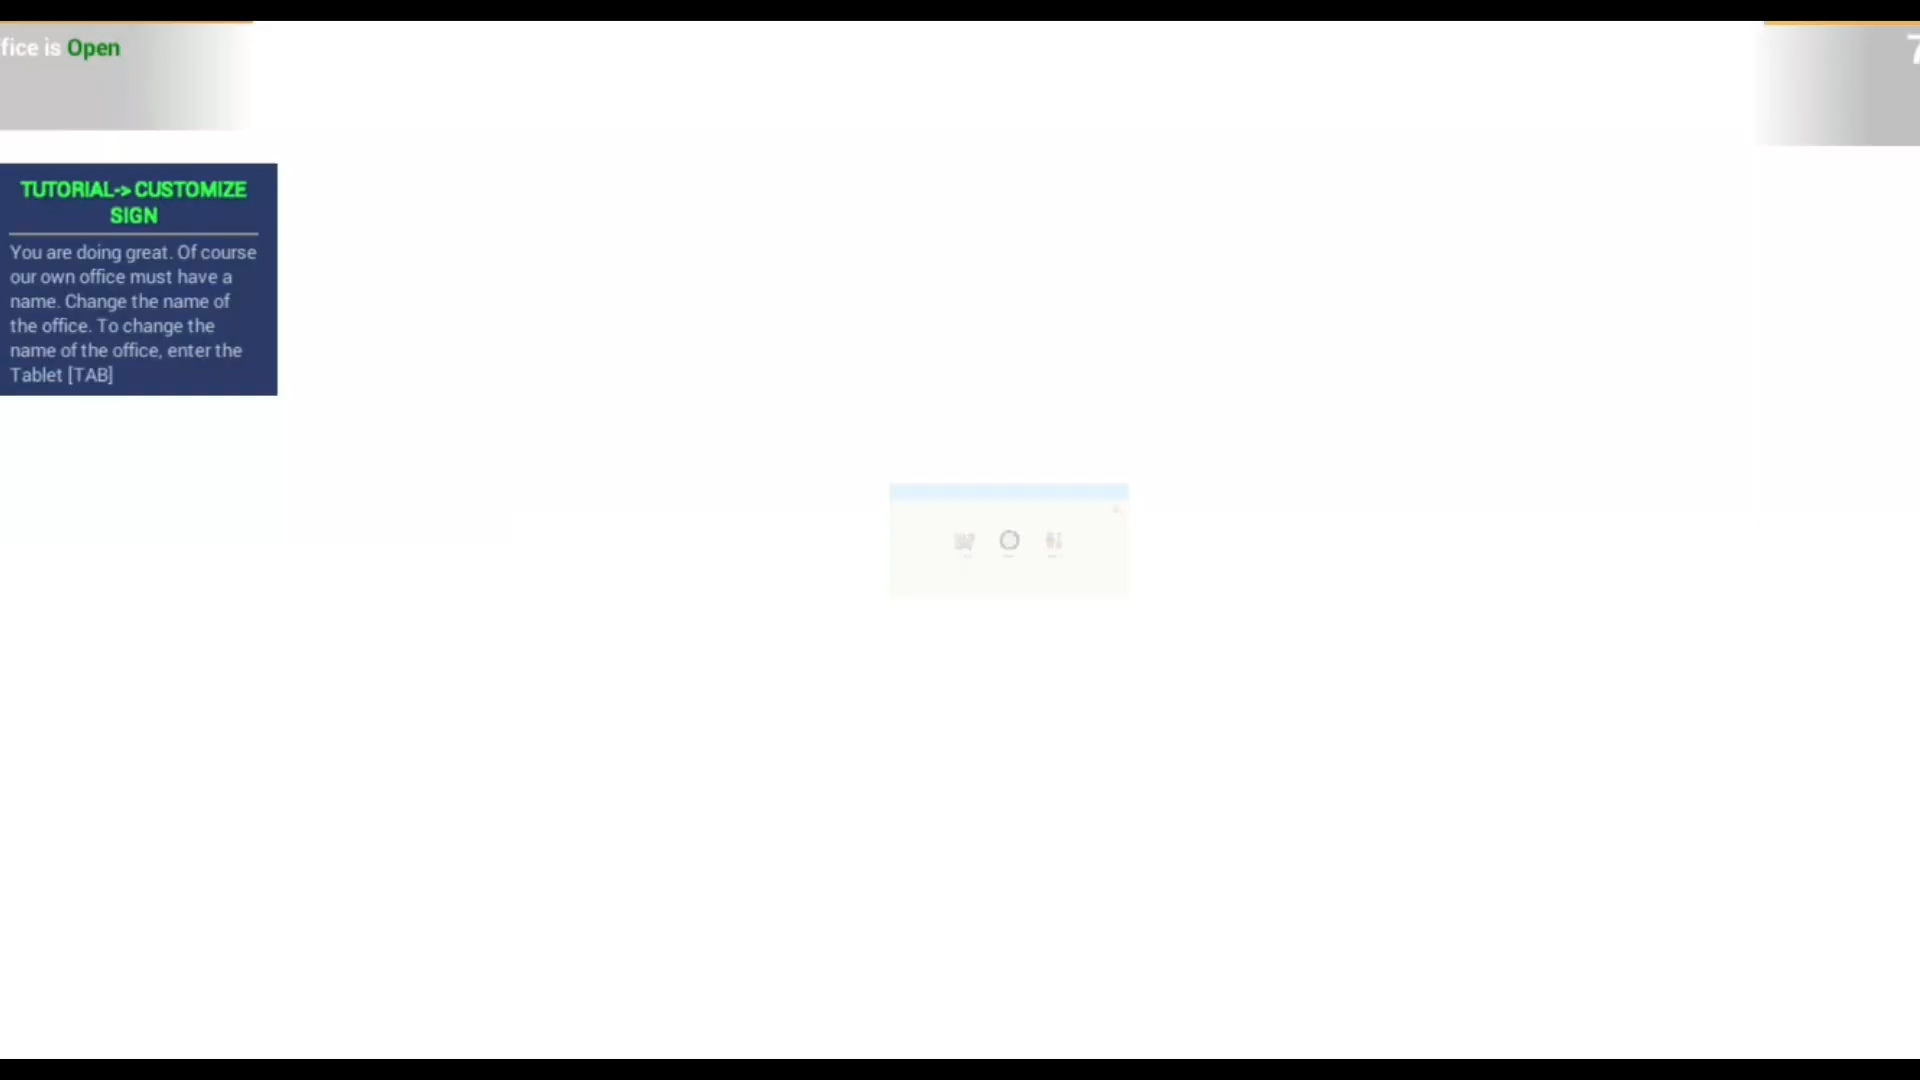 fice is Open
7
TUTORIAL-> CUSTOMIZE
SIGN
You are doing great. Of course
our own office must have a
name. Change the name of
the office. To change the
name of the office, enter the
Tablet [TAB]